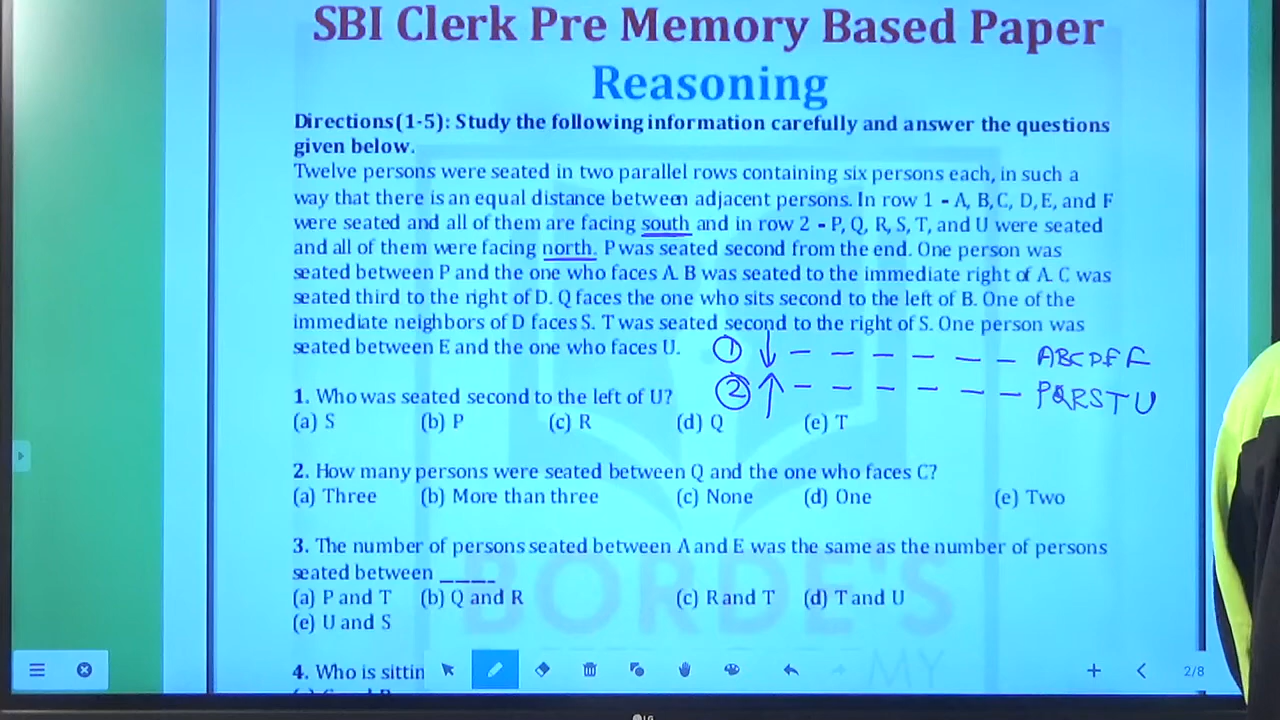 SBI Clerk Pre Memory Based Paper
Reasoning
Directions(1-5): Study the following information carefully and answer the questions
given below.
Twelve persons were seated in two parallel rows containing six persons each, in such a
way that there is an equal distance between adjacent persons. In row 1 - A, B, C, D, E, and F
were seated and all of them are facing south and in row 2 - P, Q, R, S, T, and U were seated
and all of them were facing north. P was seated second from the end. One person was
seated between P and the one who faces A. B was seated to the immediate right of A. C was
seated third to the right of D. Q faces the one who sits second to the left of B. One of the
immediate neighbors of D faces S. T was seated second to the right of S. One person was
seated between E and the one who faces U.
① ↓ – – – – – – ABCDEF
② ↑ – – – – – – PQRSTU
1. Who was seated second to the left of U?
(a) S (b) P (c) R (d) Q (e) T
2. How many persons were seated between Q and the one who faces C?
(a) Three (b) More than three (c) None (d) One (e) Two
3. The number of persons seated between A and E was the same as the number of persons
seated between ____
(a) P and T (b) Q and R (c) R and T (d) T and U
(e) U and S
4. Who is sittin
BORDE'S
MY
2/8
LG